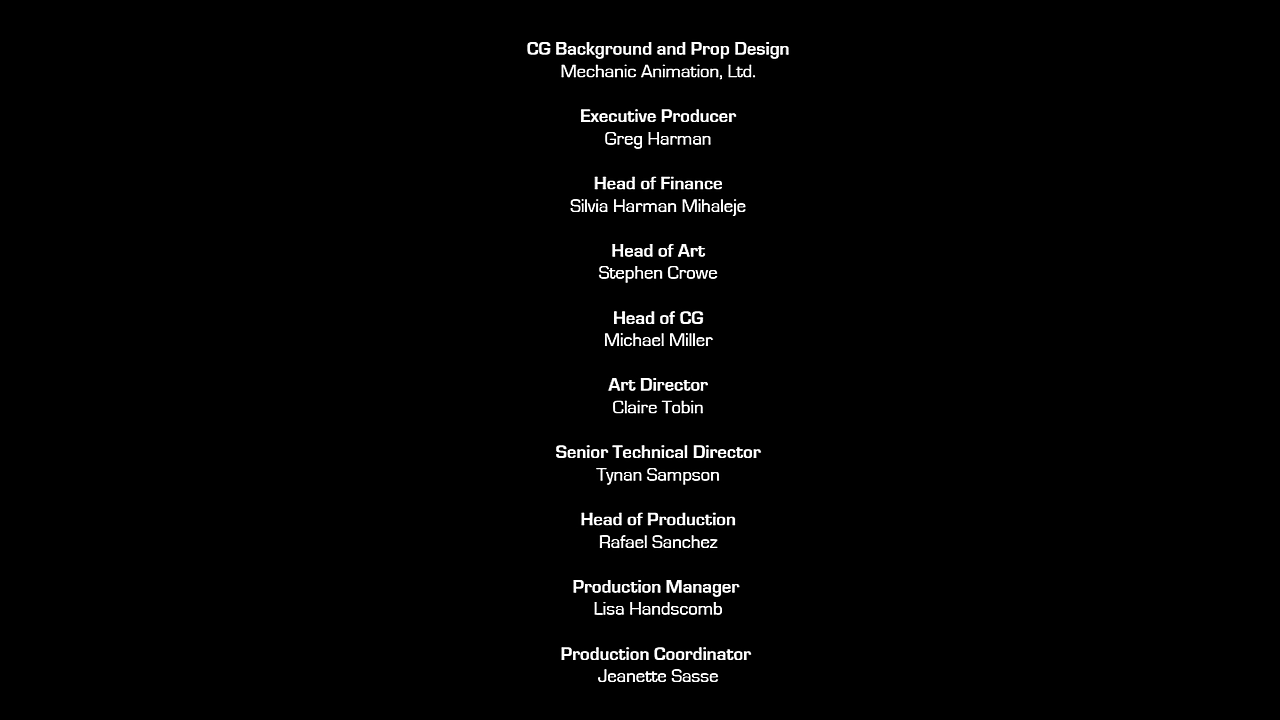 CG Background and Prop Design
Mechanic Animation, Ltd.
Executive Producer
Greg Harman
Head of Finance
Silvia Harman Mihaleje
Head of Art
Stephen Crowe
Head of CG
Michael Miller
Art Director
Claire Tobin
Senior Technical Director
Tynan Sampson
Head of Production
Rafael Sanchez
Production Manager
Lisa Handscomb
Production Coordinator
Jeanette Sasse